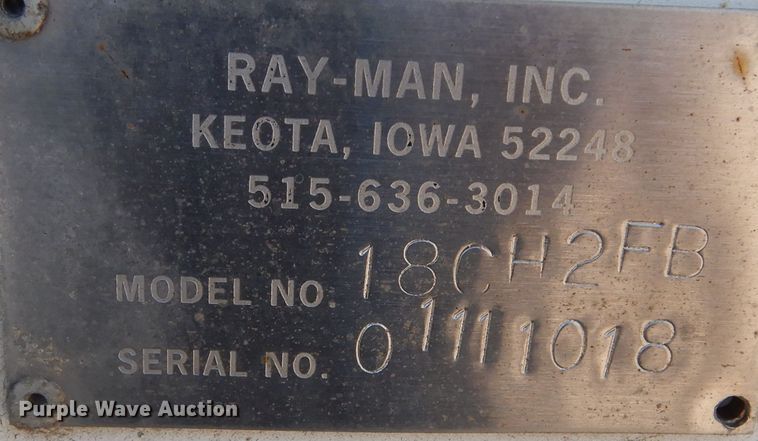 RAY-MAN, INC.
KEOTA, IOWA 52248
515-636-3014
MODEL NO. 18CH2FB
SERIAL NO. 01111018
Purple Wave Auction